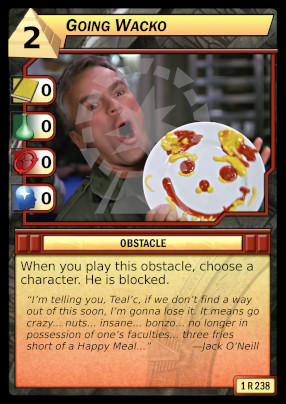 GOING WACKO
2
0
0
0
0
OBSTACLE
When you play this obstacle, choose a
character. He is blocked.
“I’m telling you, Teal’c, if we don’t find a way
out of this soon, I’m gonna lose it. It means go
crazy... nuts... insane... bonzo... no longer in
possession of one’s faculties... three fries
short of a Happy Meal...” —Jack O’Neill
1 R 238